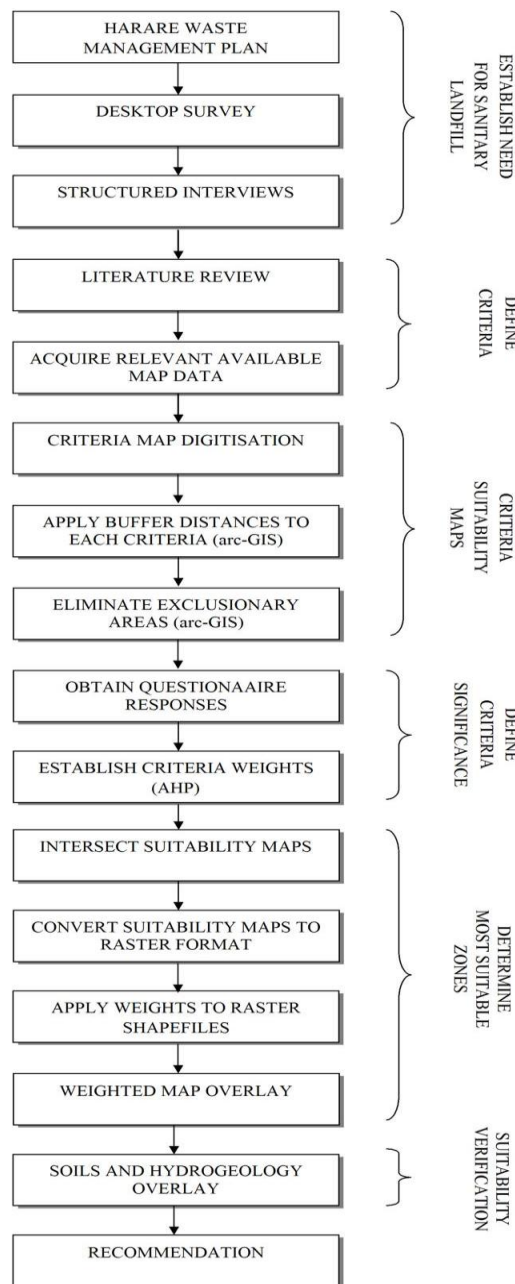 HARARE WASTE
MANAGEMENT PLAN
DESKTOP SURVEY
STRUCTURED INTERVIEWS
ESTABLISH NEED
FOR SANITARY
LANDFILL
LITERATURE REVIEW
ACQUIRE RELEVANT AVAILABLE
MAP DATA
DEFINE
CRITERIA
CRITERIA MAP DIGITISATION
APPLY BUFFER DISTANCES TO
EACH CRITERIA (arc-GIS)
ELIMINATE EXCLUSIONARY
AREAS (arc-GIS)
CRITERIA
SUITABILITY
MAPS
OBTAIN QUESTIONAAIRE
RESPONSES
ESTABLISH CRITERIA WEIGHTS
(AHP)
DEFINE
CRITERIA
SIGNIFICANCE
INTERSECT SUITABILITY MAPS
CONVERT SUITABILITY MAPS TO
RASTER FORMAT
APPLY WEIGHTS TO RASTER
SHAPEFILES
WEIGHTED MAP OVERLAY
DETERMINE
MOST SUITABLE
ZONES
SOILS AND HYDROGEOLOGY
OVERLAY
SUITABILITY
VERIFICATION
RECOMMENDATION